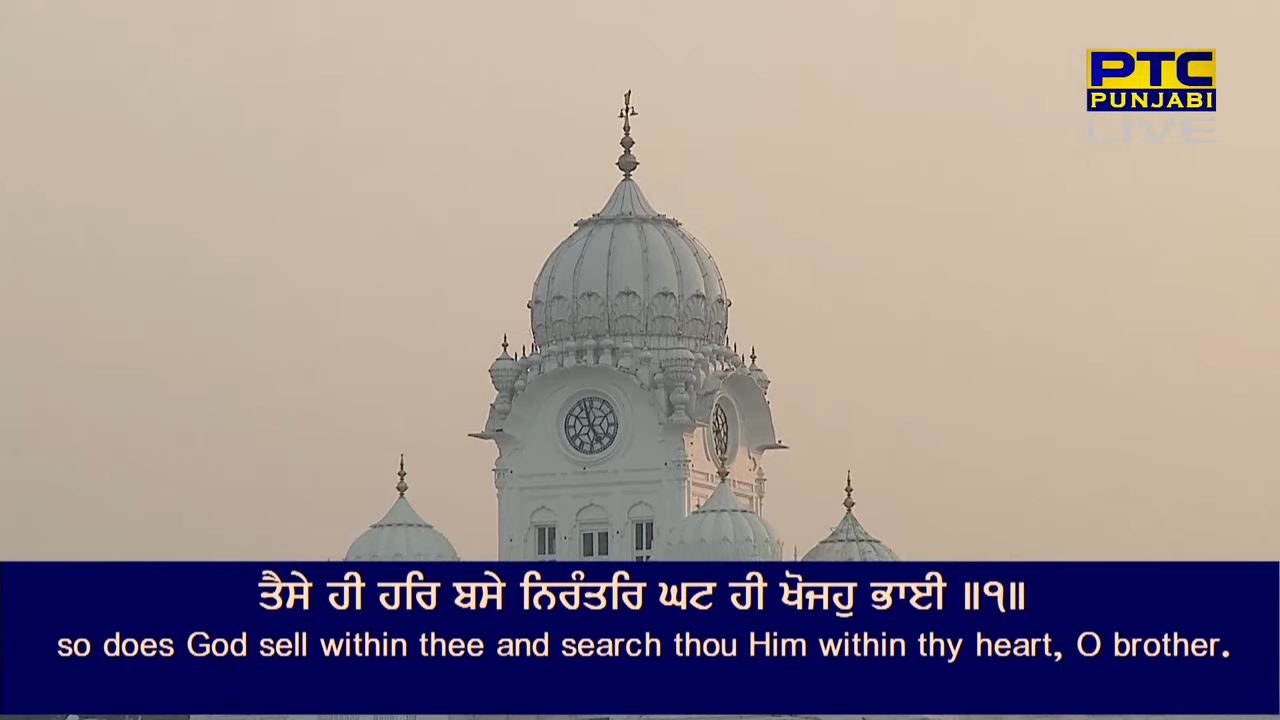 PTC
PUNJABI
LIVE
ਤੈਸੇ ਹੀ ਹਰਿ ਬਸੇ ਨਿਰੰਤਰਿ ਘਟ ਹੀ ਖੋਜਹੁ ਭਾਈ ॥੧॥
so does God sell within thee and search thou Him within thy heart, O brother.